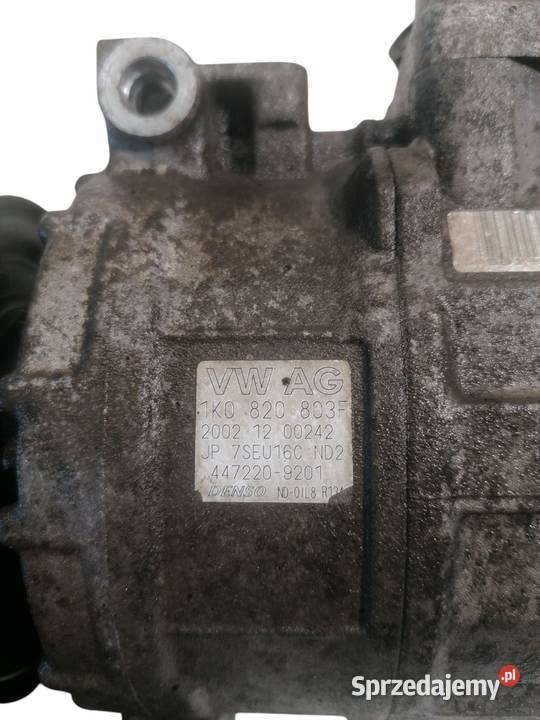 VW AG
1K0 820 803F
2002 12 00242
JP 7SEU16C ND2
447220-9201
DENSO ND-OIL8 R134
Sprzedajemy.pl